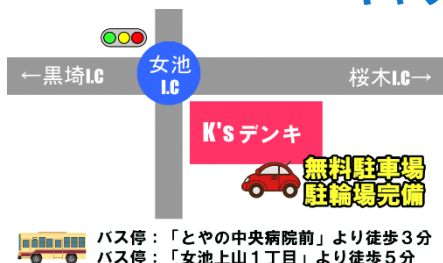 ←黒埼I.C
女池
I.C
桜木I.C→
K'sデンキ
無料駐車場
駐輪場完備
バス停：「とやの中央病院前」より徒歩３分
バス停：「女池上山１丁目」より徒歩５分